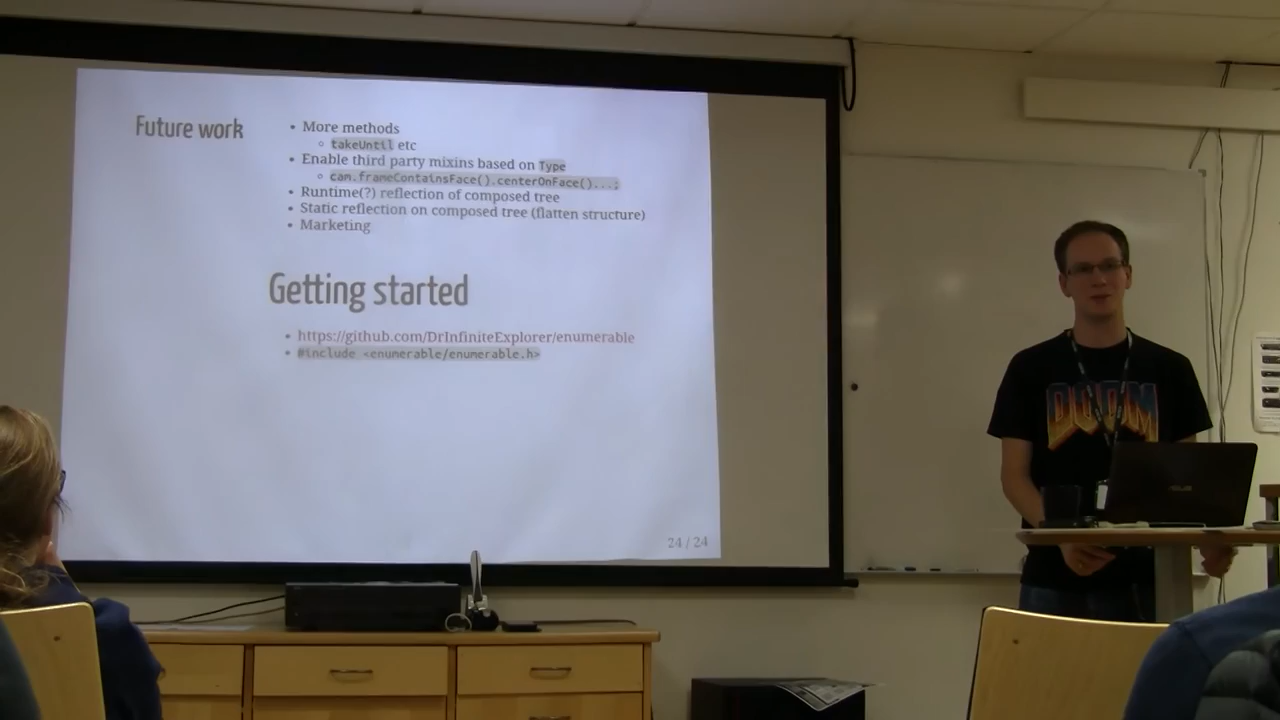 Future work
• More methods
◦ takeUntil etc
• Enable third party mixins based on Type
◦ cam.frameContainsFace().centerOnFace()...;
• Runtime(?) reflection of composed tree
• Static reflection on composed tree (flatten structure)
• Marketing
Getting started
• https://github.com/DrInfiniteExplorer/enumerable
• #include <enumerable/enumerable.h>
24 / 24
DOOM
ASUS